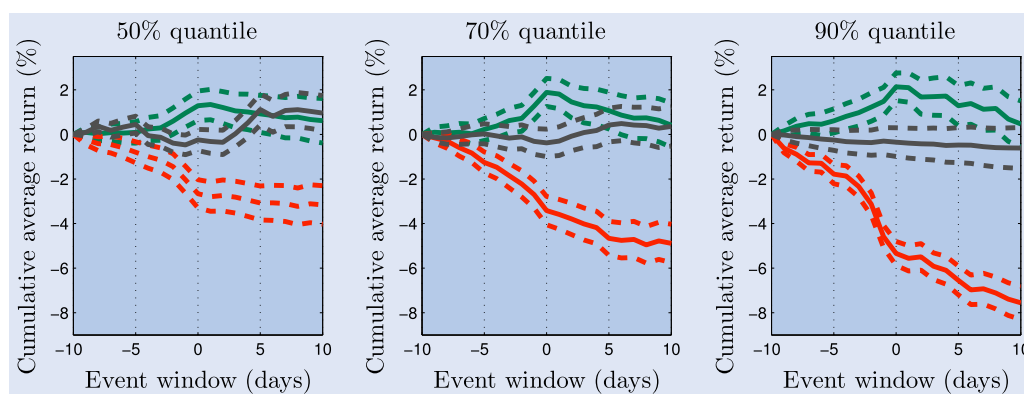 50% quantile
Cumulative average return (%)
2
0
−2
−4
−6
−8
−10 −5 0 5 10
Event window (days)
70% quantile
Cumulative average return (%)
2
0
−2
−4
−6
−8
−10 −5 0 5 10
Event window (days)
90% quantile
Cumulative average return (%)
2
0
−2
−4
−6
−8
−10 −5 0 5 10
Event window (days)